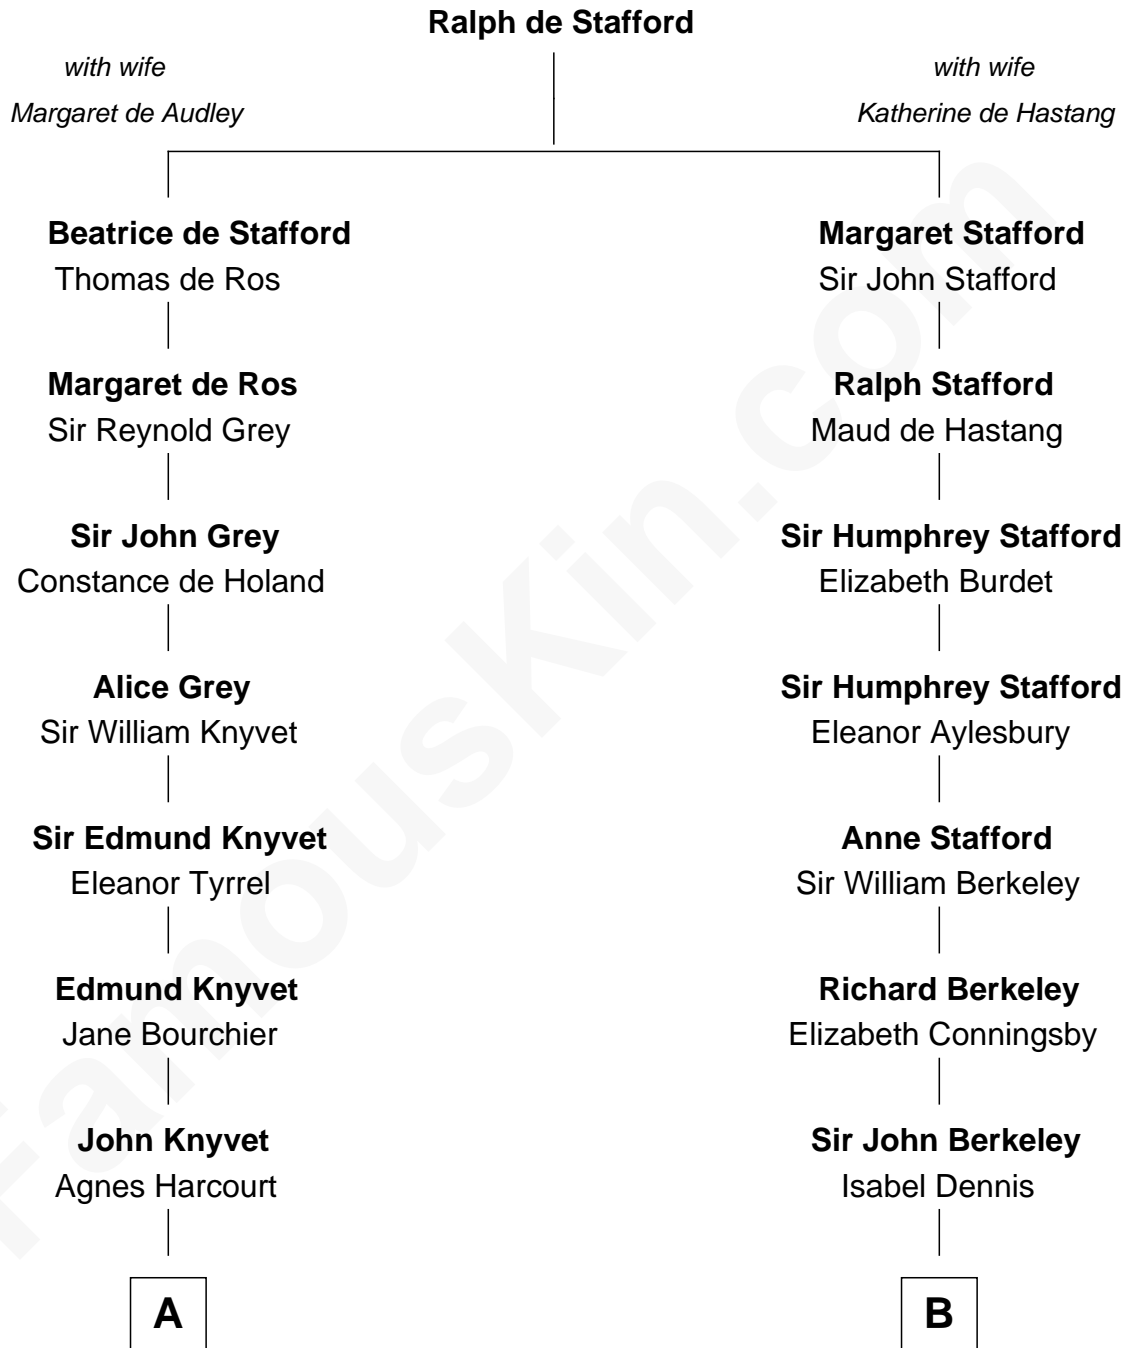 Ralph de Stafford
with wife
Margaret de Audley
with wife
Katherine de Hastang
Beatrice de Stafford
Thomas de Ros
Margaret de Ros
Sir Reynold Grey
Sir John Grey
Constance de Holand
Alice Grey
Sir William Knyvet
Sir Edmund Knyvet
Eleanor Tyrrel
Edmund Knyvet
Jane Bourchier
John Knyvet
Agnes Harcourt
A
Margaret Stafford
Sir John Stafford
Ralph Stafford
Maud de Hastang
Sir Humphrey Stafford
Elizabeth Burdet
Sir Humphrey Stafford
Eleanor Aylesbury
Anne Stafford
Sir William Berkeley
Richard Berkeley
Elizabeth Conningsby
Sir John Berkeley
Isabel Dennis
B
FamousKin.com